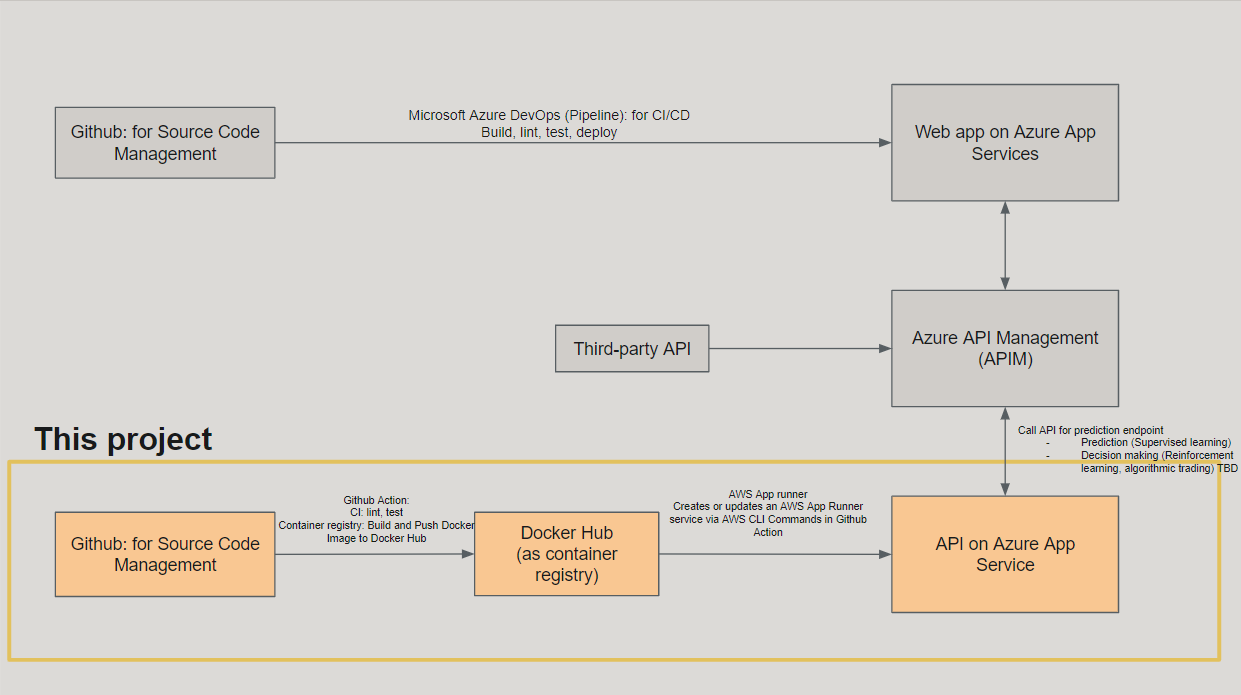 Microsoft Azure DevOps (Pipeline): for CI/CD
Build, lint, test, deploy
Github: for Source Code
Management
Web app on Azure App
Services
Third-party API
Azure API Management
(APIM)
This project
Call API for prediction endpoint
- Prediction (Supervised learning)
- Decision making (Reinforcement
learning, algorithmic trading) TBD
Github: for Source Code
Management
Github Action:
CI: lint, test
Container registry: Build and Push Docker
Image to Docker Hub
Docker Hub
(as container
registry)
AWS App runner
Creates or updates an AWS App Runner
service via AWS CLI Commands in Github
Action
API on Azure App
Service